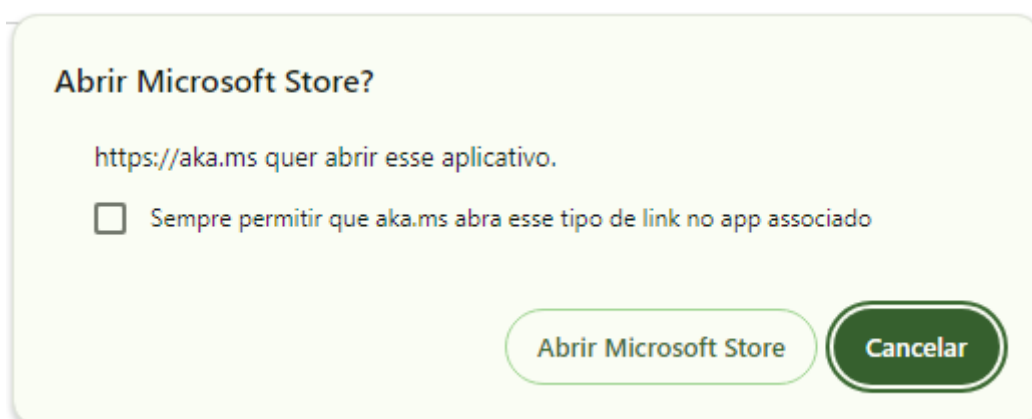 Abrir Microsoft Store?
https://aka.ms quer abrir esse aplicativo.
Sempre permitir que aka.ms abra esse tipo de link no app associado
Abrir Microsoft Store
Cancelar